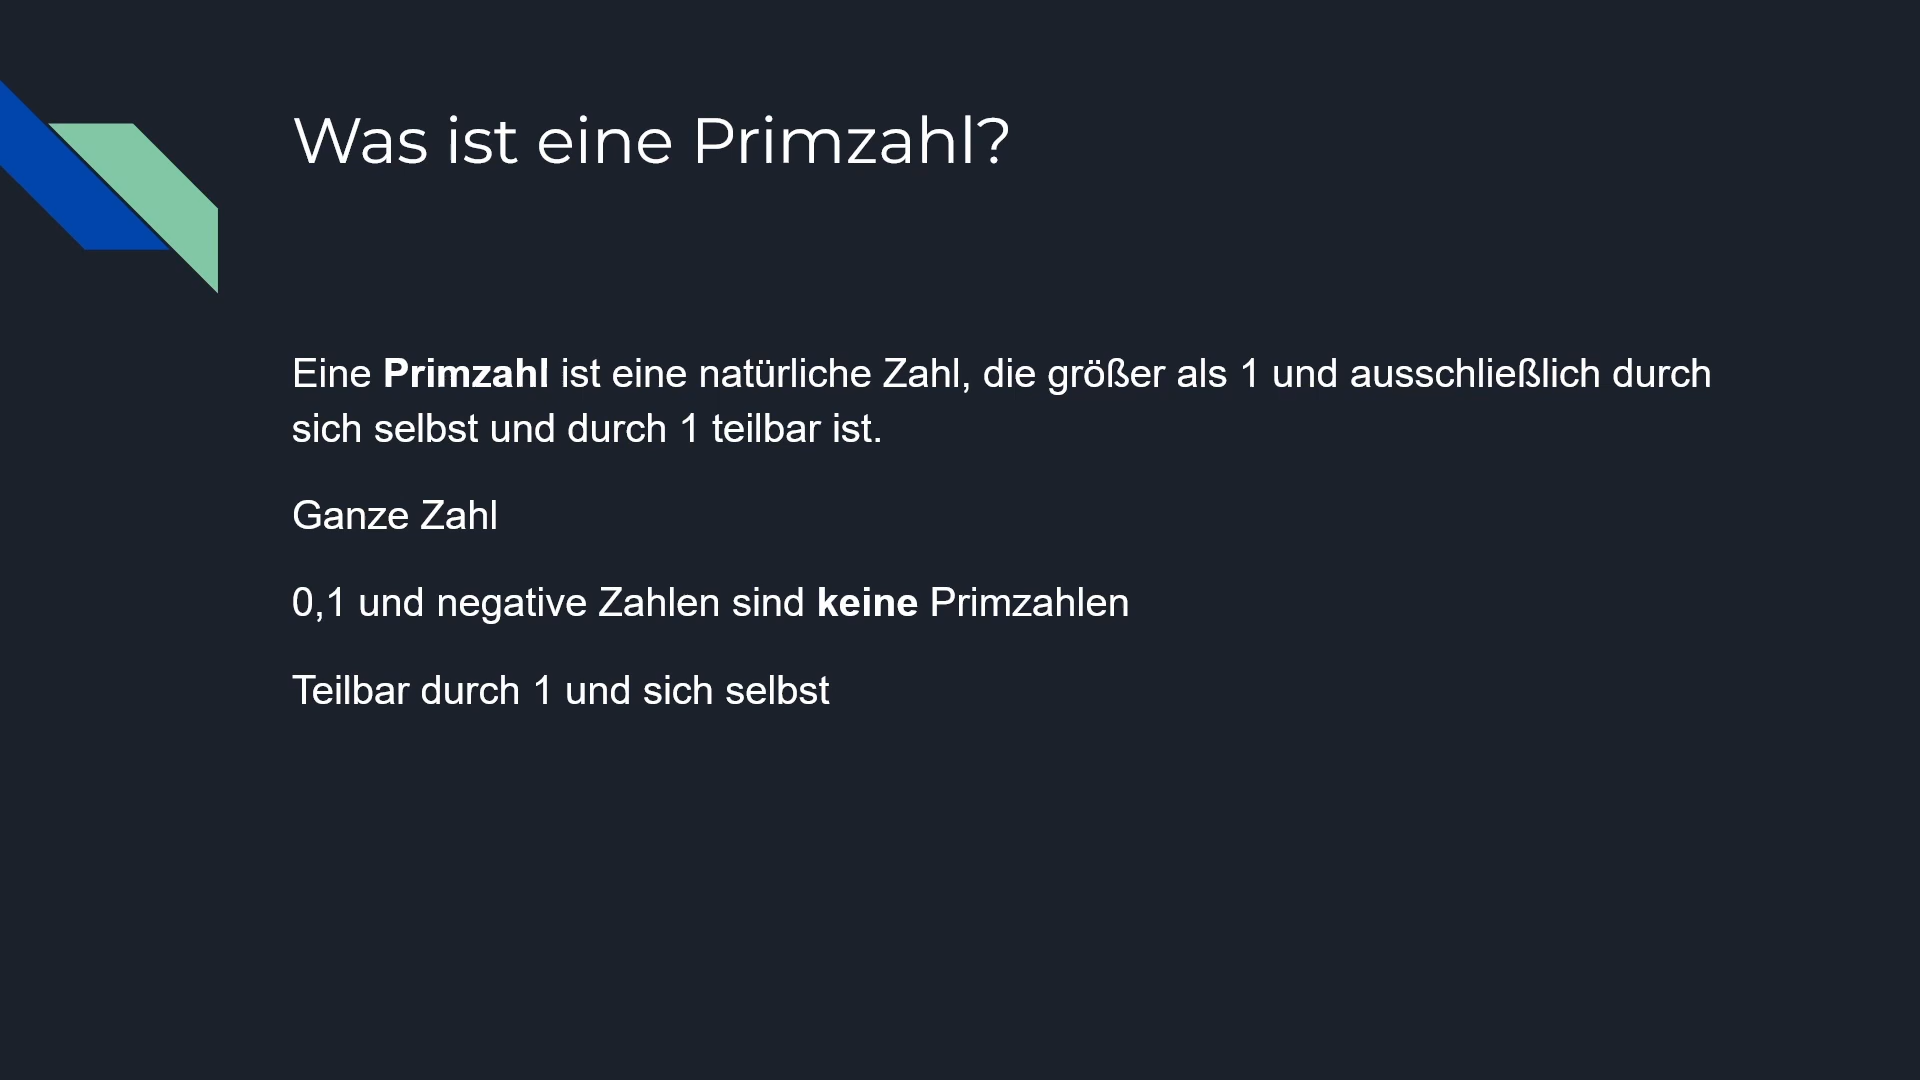 Was ist eine Primzahl?
Eine Primzahl ist eine natürliche Zahl, die größer als 1 und ausschließlich durch
sich selbst und durch 1 teilbar ist.
Ganze Zahl
0,1 und negative Zahlen sind keine Primzahlen
Teilbar durch 1 und sich selbst